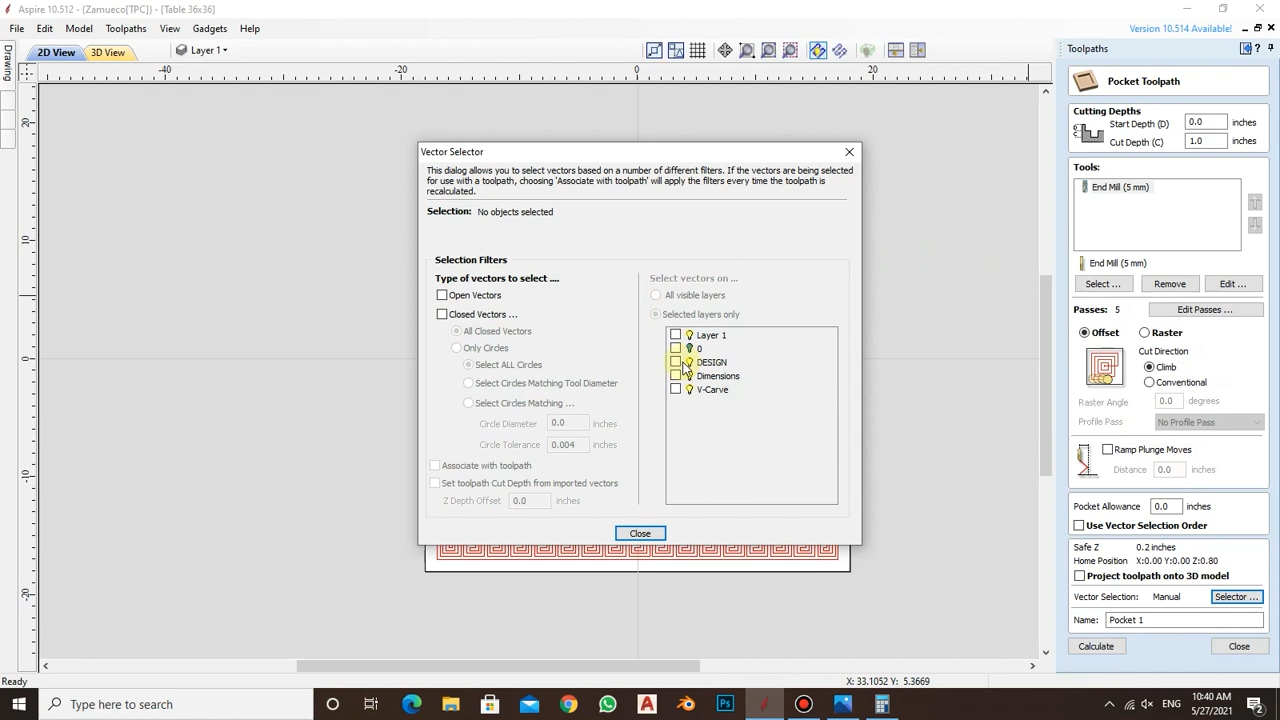 Aspire 10.512 - {Zamueco[TPC} - [Table 36x36]
File Edit Model Toolpaths View Gadgets Help
Version 10.514 Available!
2D View 3D View Layer 1
Toolpaths
Drawing
-40 -20 0 20
20
10
0
-10
-20
Vector Selector
This dialog allows you to select vectors based on a number of different filters. If the vectors are being selected
for use with a toolpath, choosing 'Associate with toolpath' will apply the filters every time the toolpath is
recalculated.
Selection: No objects selected
Selection Filters
Type of vectors to select ....
Open Vectors
Closed Vectors ...
All Closed Vectors
Only Circles
Select ALL Circles
Select Circles Matching Tool Diameter
Select Circles Matching ...
Circle Diameter 0.0 inches
Circle Tolerance 0.004 inches
Associate with toolpath
Set toolpath Cut Depth from imported vectors
Z Depth Offset 0.0 inches
Select vectors on ...
All visible layers
Selected layers only
Layer 1
0
DESIGN
Dimensions
V-Carve
Close
Pocket Toolpath
Cutting Depths
Start Depth (D) 0.0 inches
Cut Depth (C) 1.0 inches
Tools:
End Mill (5 mm)
End Mill (5 mm)
Select ... Remove Edit ...
Passes: 5 Edit Passes ...
Offset Raster
Cut Direction
Climb
Conventional
Raster Angle 0.0 degrees
Profile Pass No Profile Pass
Ramp Plunge Moves
Distance 0.0 inches
Pocket Allowance 0.0 inches
Use Vector Selection Order
Safe Z 0.2 inches
Home Position X:0.00 Y:0.00 Z:0.80
Project toolpath onto 3D model
Vector Selection: Manual Selector ...
Name: Pocket 1
Calculate Close
Ready X: 33.1052 Y: 5.3669
Type here to search
Ps
ENG
10:40 AM
5/27/2021
2